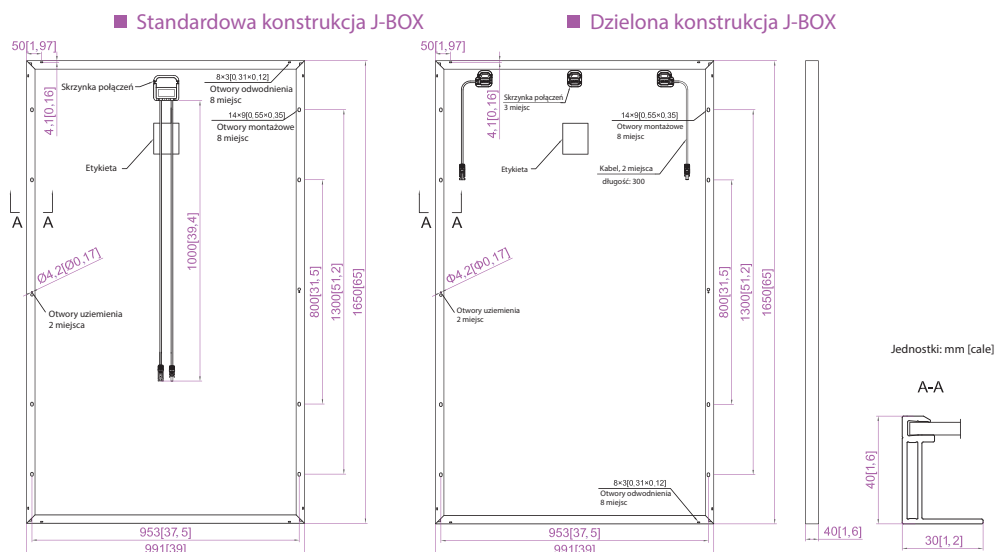 Standardowa konstrukcja J-BOX
50[1,97]
4,1[0,16]
Skrzynka połączeń
8×3[0.31×0.12]
Otwory odwodnienia
8 miejsc
14×9[0.55×0.35]
Otwory montażowe
8 miejsc
Etykieta
A
A
1000[39,4]
Ø4,2[Ø0,17]
Otwory uziemienia
2 miejsca
800[31,5]
1300[51,2]
1650[65]
953[37,5]
991[39]
Dzielona konstrukcja J-BOX
50[1,97]
4,1[0,16]
Skrzynka połączeń
3 miejsc
14×9[0.55×0,35]
Otwory montażowe
8 miejsc
Etykieta
Kabel, 2 miejsca
długość: 300
A
A
Φ4,2[Φ0,17]
Otwory uziemienia
2 miejsc
800[31,5]
1300[51,2]
1650[65]
8×3[0,31×0.12]
Otwory odwodnienia
8 miejsc
953[37,5]
991[39]
40[1,6]
Jednostki: mm [cale]
A-A
40[1,6]
30[1,2]